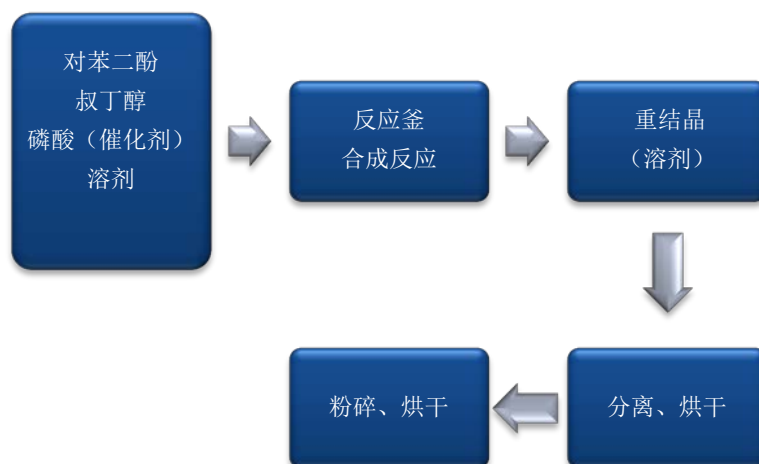 对苯二酚
叔丁醇
磷酸（催化剂）
溶剂
反应釜
合成反应
重结晶
（溶剂）
分离、烘干
粉碎、烘干